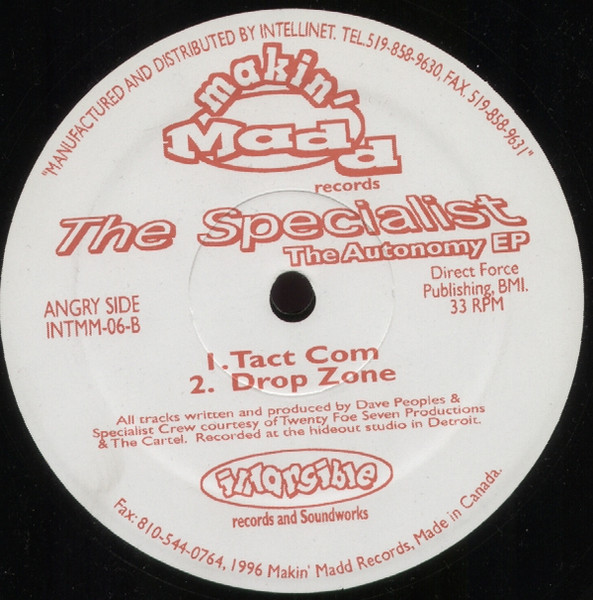 "MANUFACTURED AND DISTRIBUTED BY INTELLINET. TEL.519-858-9630, FAX. 519-858-9631"
makin'
Madd
records
The Specialist
The Autonomy EP
Direct Force
Publishing, BMI.
33 RPM
ANGRY SIDE
INTMM-06-B
1. Tact Com
2. Drop Zone
All tracks written and produced by Dave Peoples &
Specialist Crew courtesy of Twenty Foe Seven Productions
& The Cartel. Recorded at the hideout studio in Detroit.
records and Soundworks
Fax: 810-544-0764, 1996 Makin' Madd Records, Made in Canada.